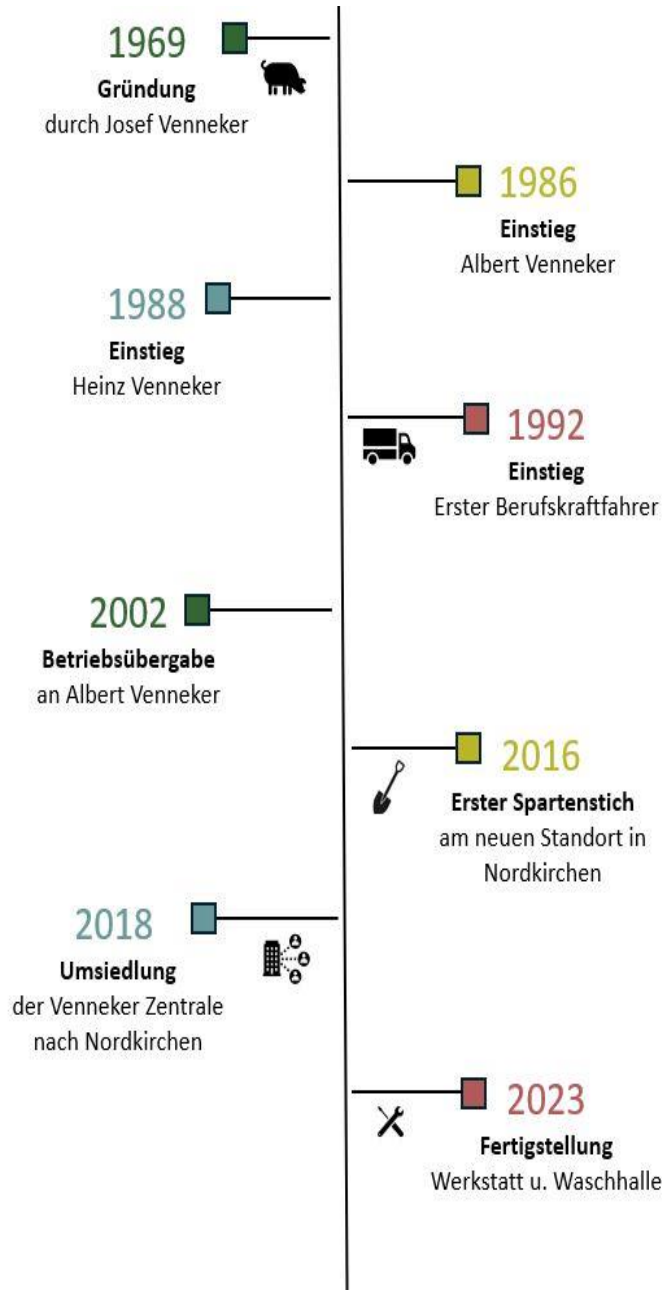 1969
Gründung
durch Josef Venneker
1986
Einstieg
Albert Venneker
1988
Einstieg
Heinz Venneker
1992
Einstieg
Erster Berufskraftfahrer
2002
Betriebsübergabe
an Albert Venneker
2016
Erster Spartenstich
am neuen Standort in
Nordkirchen
2018
Umsiedlung
der Venneker Zentrale
nach Nordkirchen
2023
Fertigstellung
Werkstatt u. Waschhalle